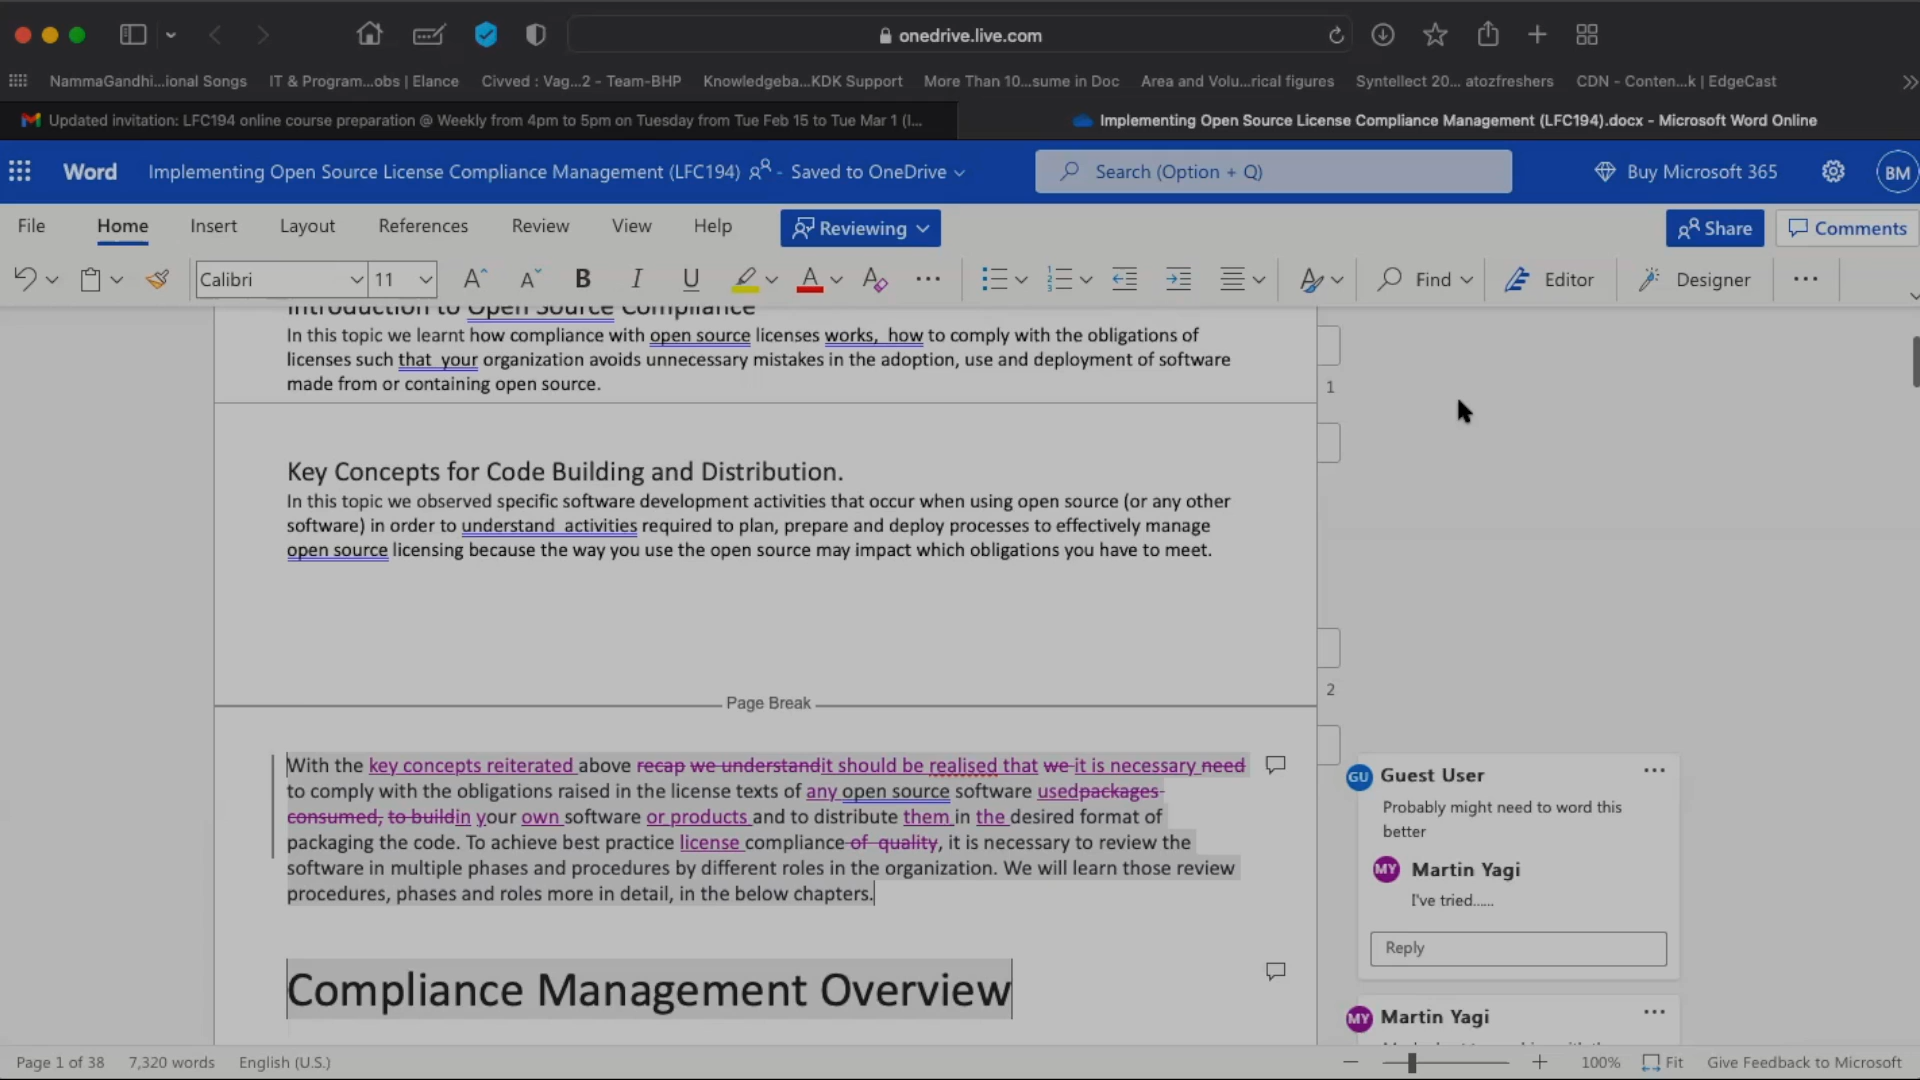 onedrive.live.com
NammaGandhi...ional Songs IT & Program...obs | Elance Civved : Vag...2 - Team-BHP Knowledgeba...KDK Support More Than 10...sume in Doc Area and Volu...rical figures Syntellect 20... atozfreshers CDN - Conten...k | EdgeCast
Updated invitation: LFC194 online course preparation @ Weekly from 4pm to 5pm on Tuesday from Tue Feb 15 to Tue Mar 1 (I... Implementing Open Source License Compliance Management (LFC194).docx - Microsoft Word Online
Word Implementing Open Source License Compliance Management (LFC194) - Saved to OneDrive Search (Option + Q) Buy Microsoft 365 BM
File Home Insert Layout References Review View Help Reviewing Share Comments
Calibri 11 A A B I U A A ... Find Editor Designer ...
Introduction to Open Source Compliance
In this topic we learnt how compliance with open source licenses works, how to comply with the obligations of
licenses such that your organization avoids unnecessary mistakes in the adoption, use and deployment of software
made from or containing open source.
1
Key Concepts for Code Building and Distribution.
In this topic we observed specific software development activities that occur when using open source (or any other
software) in order to understand activities required to plan, prepare and deploy processes to effectively manage
open source licensing because the way you use the open source may impact which obligations you have to meet.
2
Page Break
With the key concepts reiterated above recap we understandit should be realised that we it is necessary need
to comply with the obligations raised in the license texts of any open source software usedpackages
consumed, to buildin your own software or products and to distribute them in the desired format of
packaging the code. To achieve best practice license compliance of quality, it is necessary to review the
software in multiple phases and procedures by different roles in the organization. We will learn those review
procedures, phases and roles more in detail, in the below chapters.
Compliance Management Overview
GU Guest User ...
Probably might need to word this
better
MY Martin Yagi
I've tried......
Reply
MY Martin Yagi ...
Page 1 of 38 7,320 words English (U.S.) 100% Fit Give Feedback to Microsoft